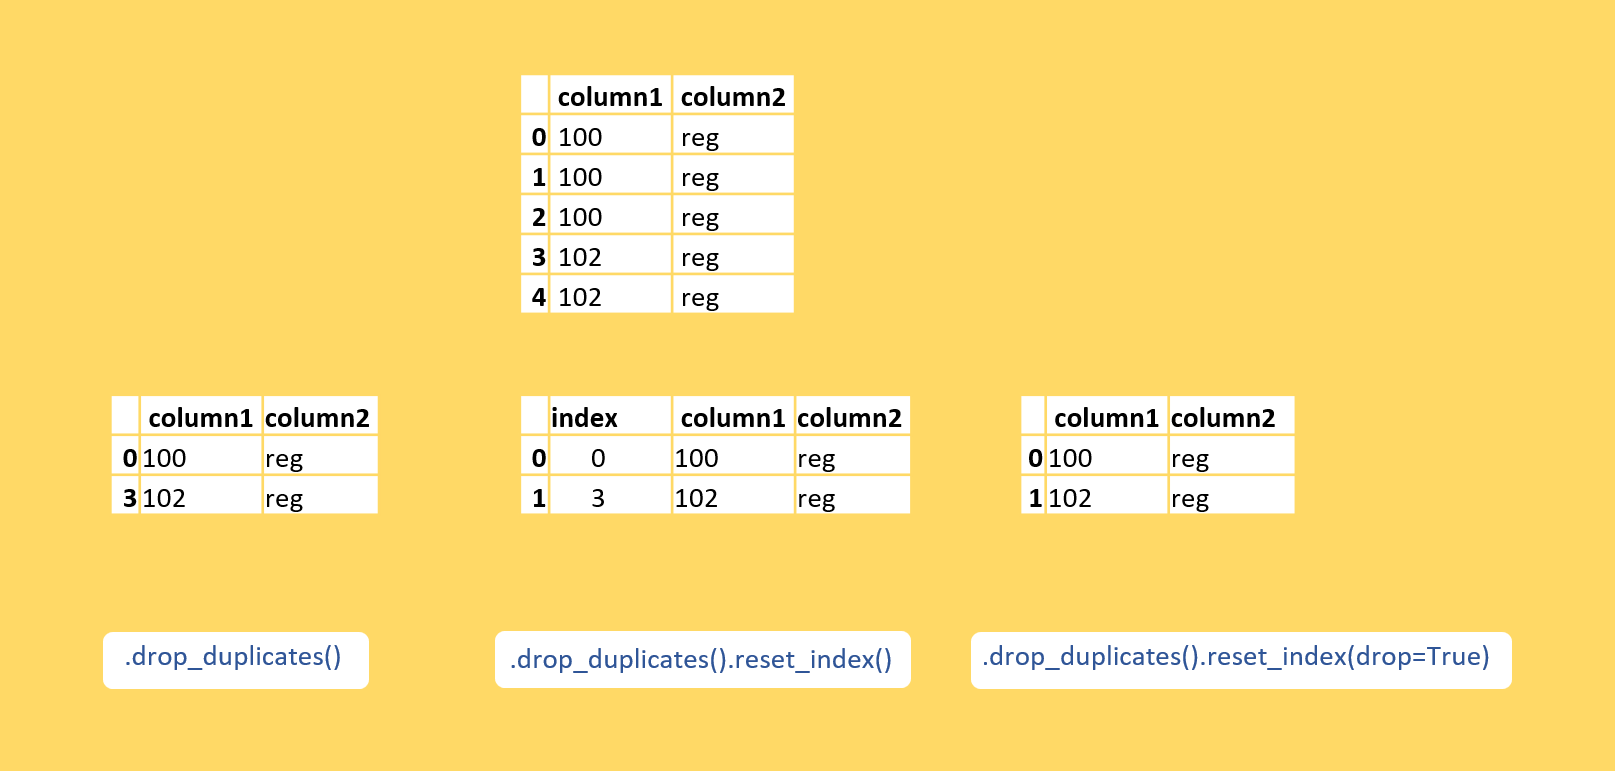 column1 column2
0 100 reg
1 100 reg
2 100 reg
3 102 reg
4 102 reg
column1 column2
0 100 reg
3 102 reg
index column1 column2
0 0 100 reg
1 3 102 reg
column1 column2
0 100 reg
1 102 reg
.drop_duplicates()
.drop_duplicates().reset_index()
.drop_duplicates().reset_index(drop=True)